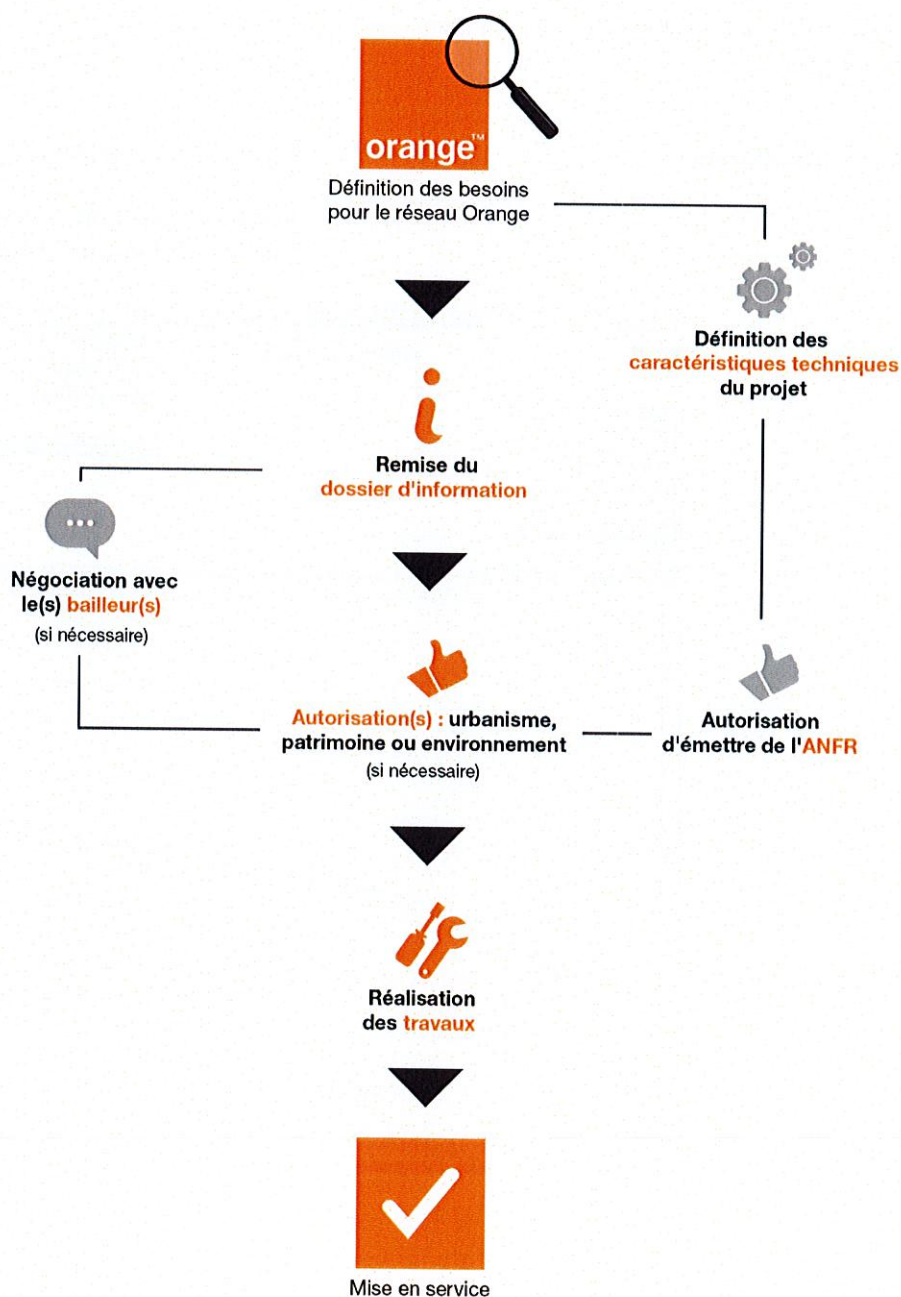 orange™
Définition des besoins
pour le réseau Orange
Définition des
caractéristiques techniques
du projet
Remise du
dossier d'information
Négociation avec
le(s) bailleur(s)
(si nécessaire)
Autorisation(s) : urbanisme,
patrimoine ou environnement
(si nécessaire)
Autorisation
d'émettre de l'ANFR
Réalisation
des travaux
Mise en service